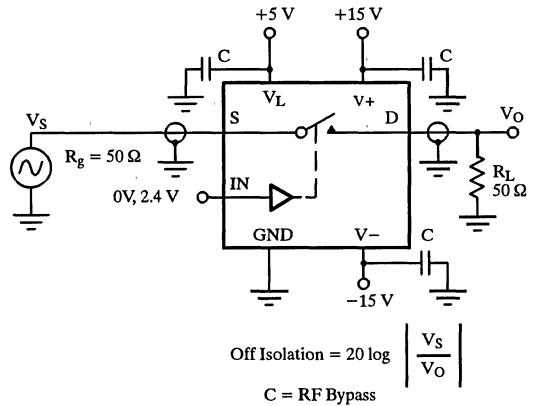 +5 V
+15 V
C
C
V_L
V+
V_S
S
D
V_O
R_g = 50 Ω
R_L
50 Ω
0V, 2.4 V
IN
GND
V−
C
−15 V
Off Isolation = 20 log | V_S / V_O |
C = RF Bypass